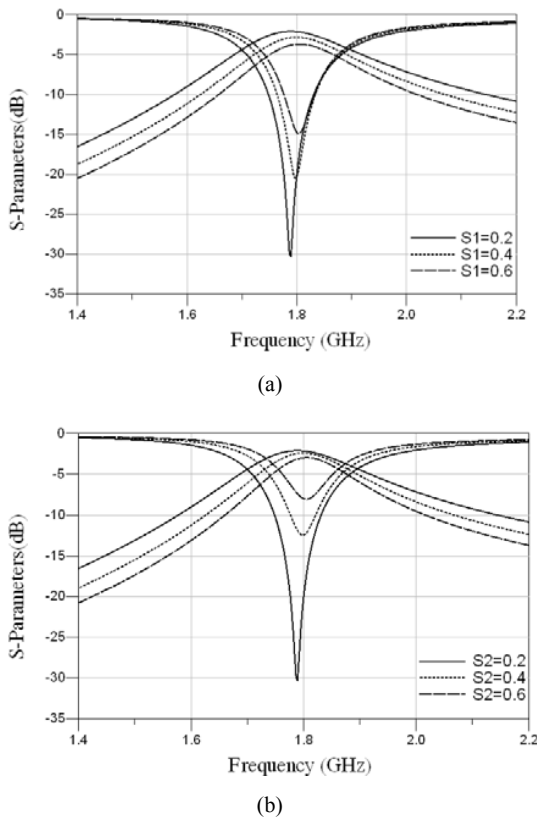 0
-5
-10
-15
-20
-25
-30
-35
S-Parameters(dB)
S1=0.2
S1=0.4
S1=0.6
1.4 1.6 1.8 2.0 2.2
Frequency (GHz)
(a)
0
-5
-10
-15
-20
-25
-30
-35
S-Parameters(dB)
S2=0.2
S2=0.4
S2=0.6
1.4 1.6 1.8 2.0 2.2
Frequency (GHz)
(b)